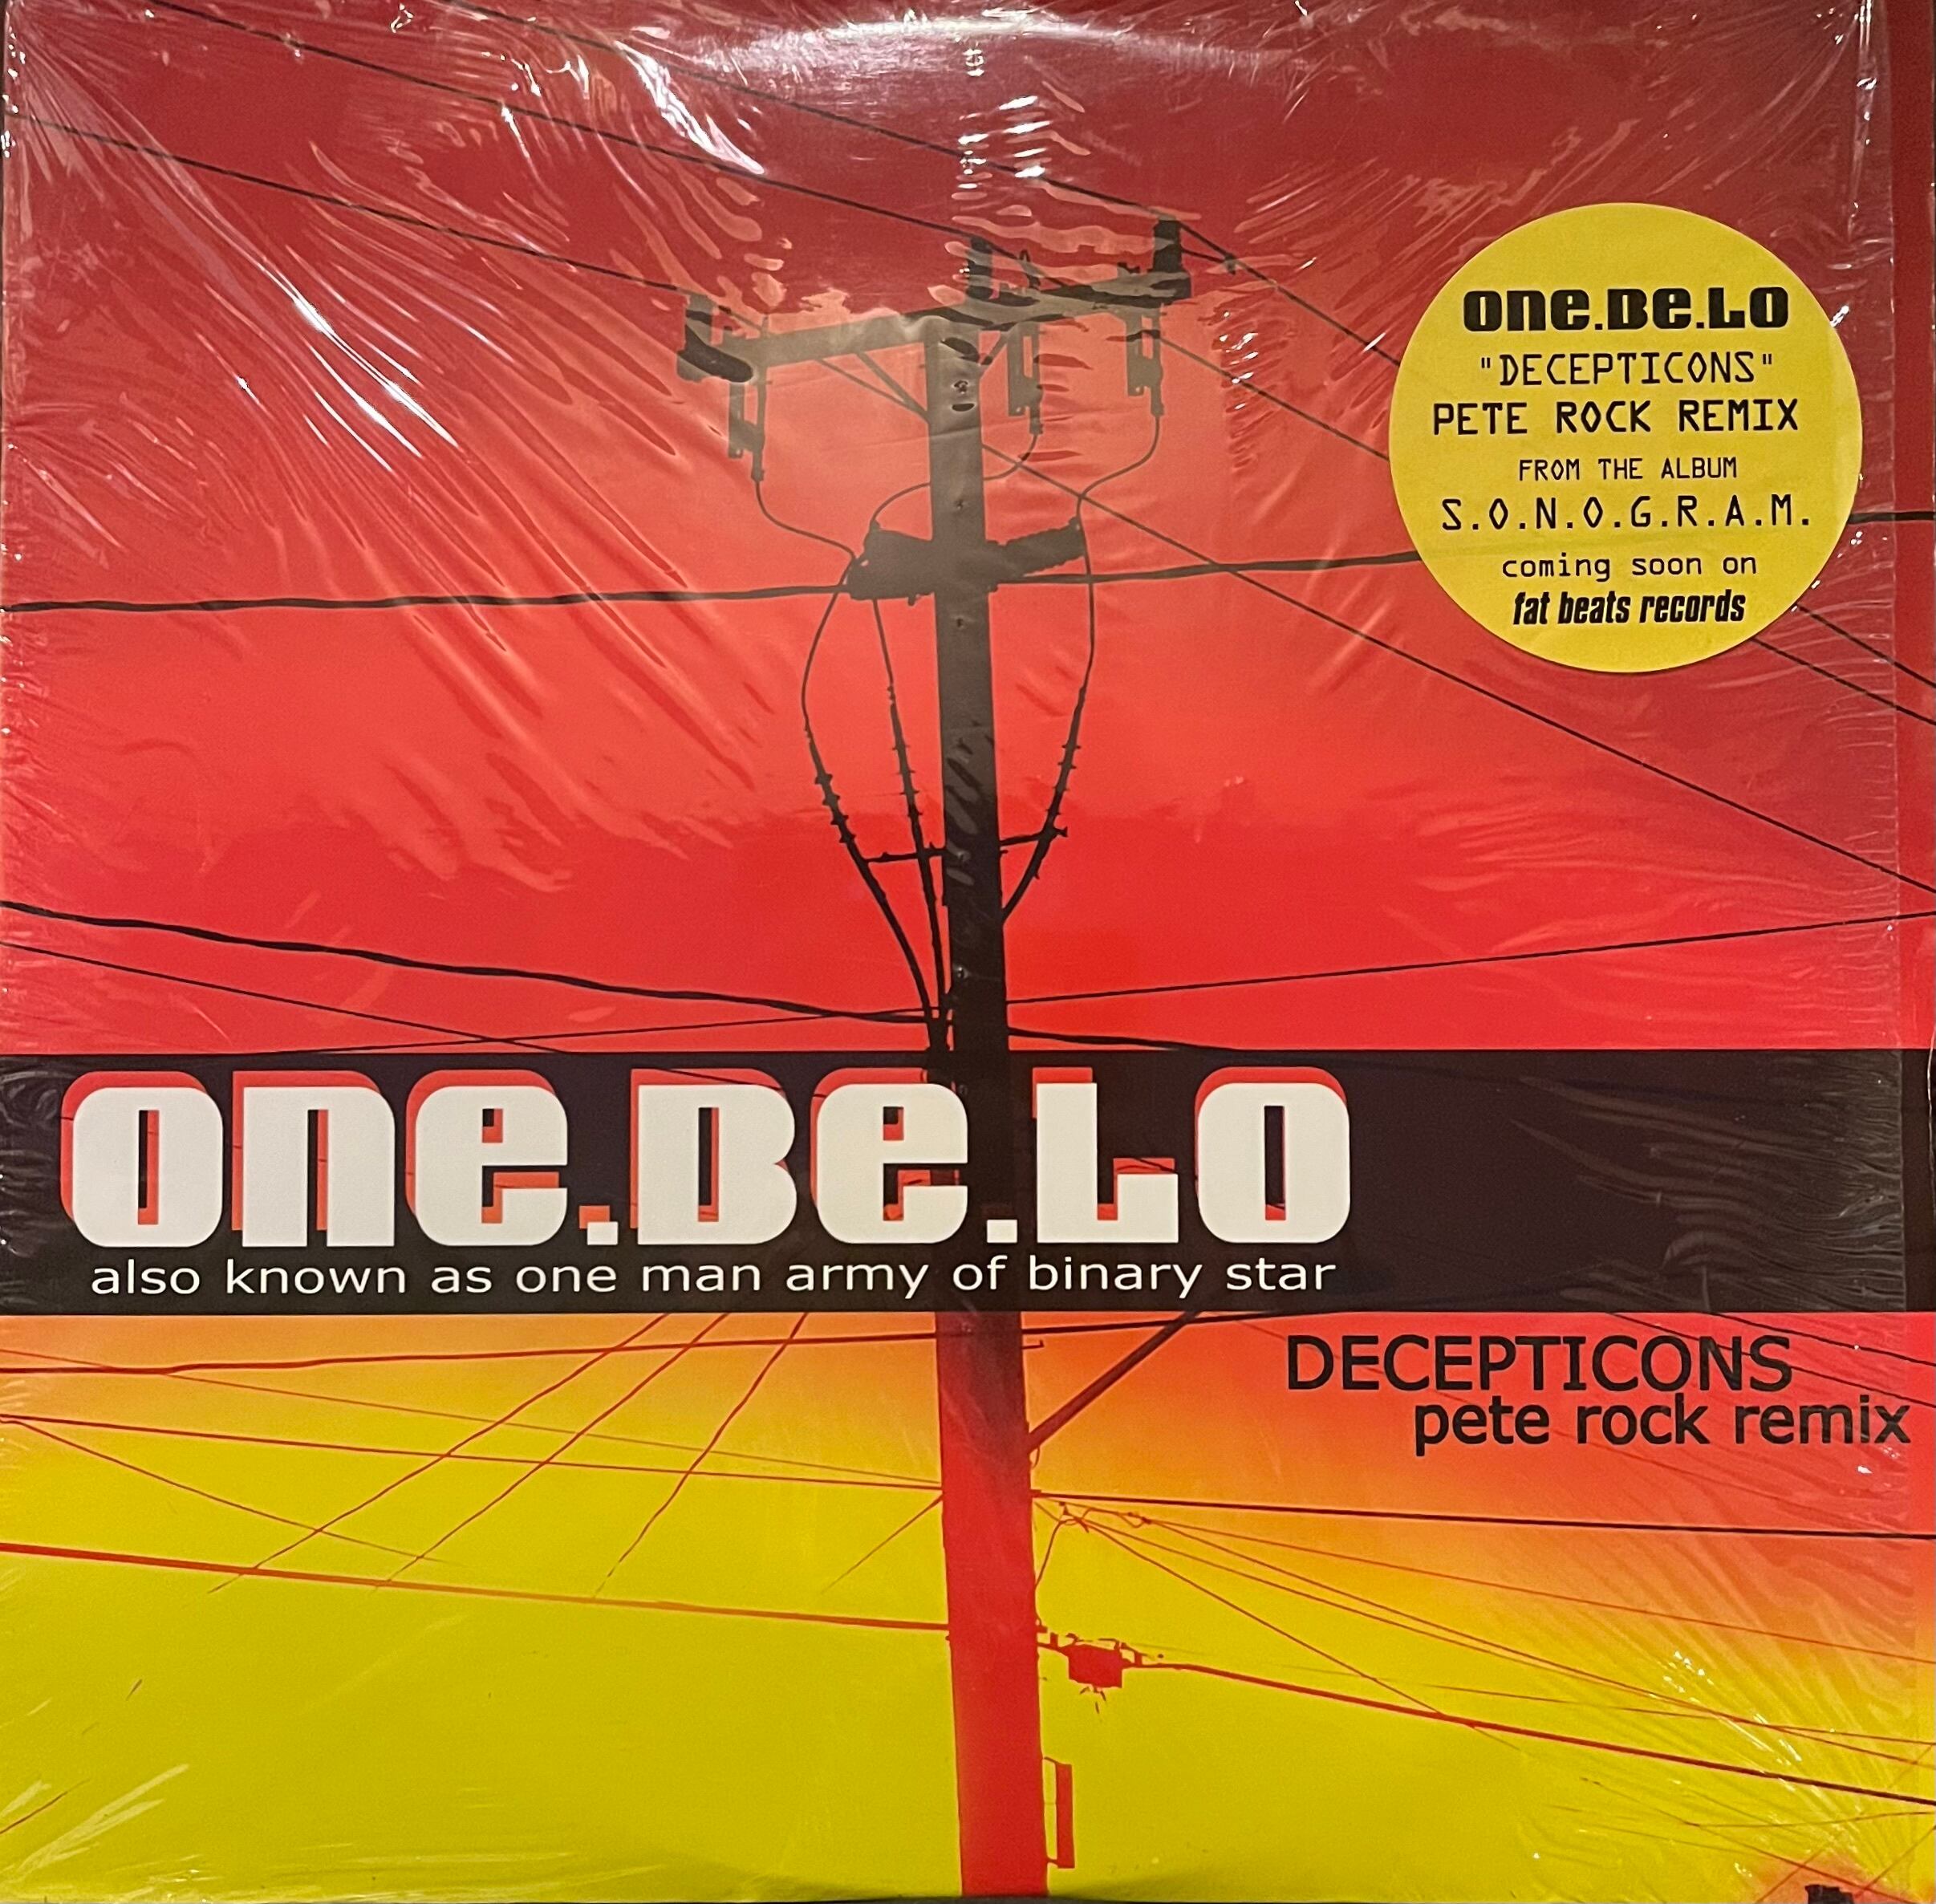 one.Be.Lo
"DECEPTICONS"
PETE ROCK REMIX
FROM THE ALBUM
S.O.N.O.G.R.A.M.
coming soon on
fat beats records
one.Be.Lo
also known as one man army of binary star
DECEPTICONS
pete rock remix